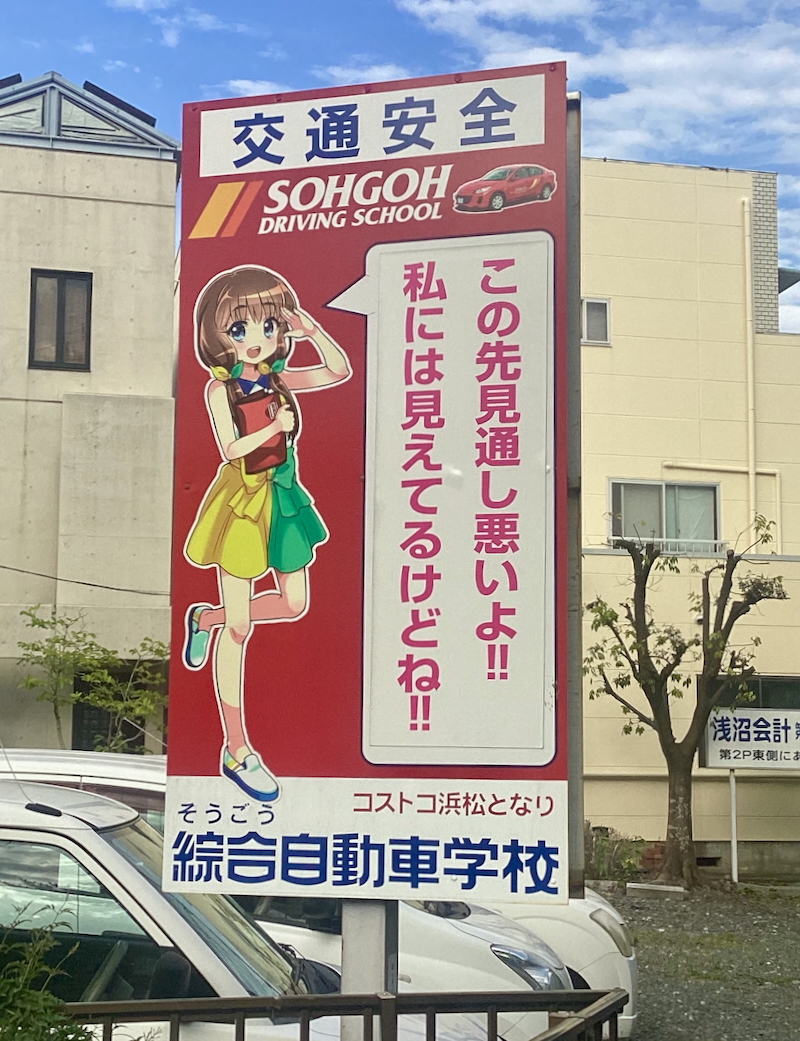 交通安全
SOHGOH
DRIVING SCHOOL
この先見通し悪いよ!!
私には見えてるけどね!!
コストコ浜松となり
そうごう
綜合自動車学校
浅沼会計
第2P東側に